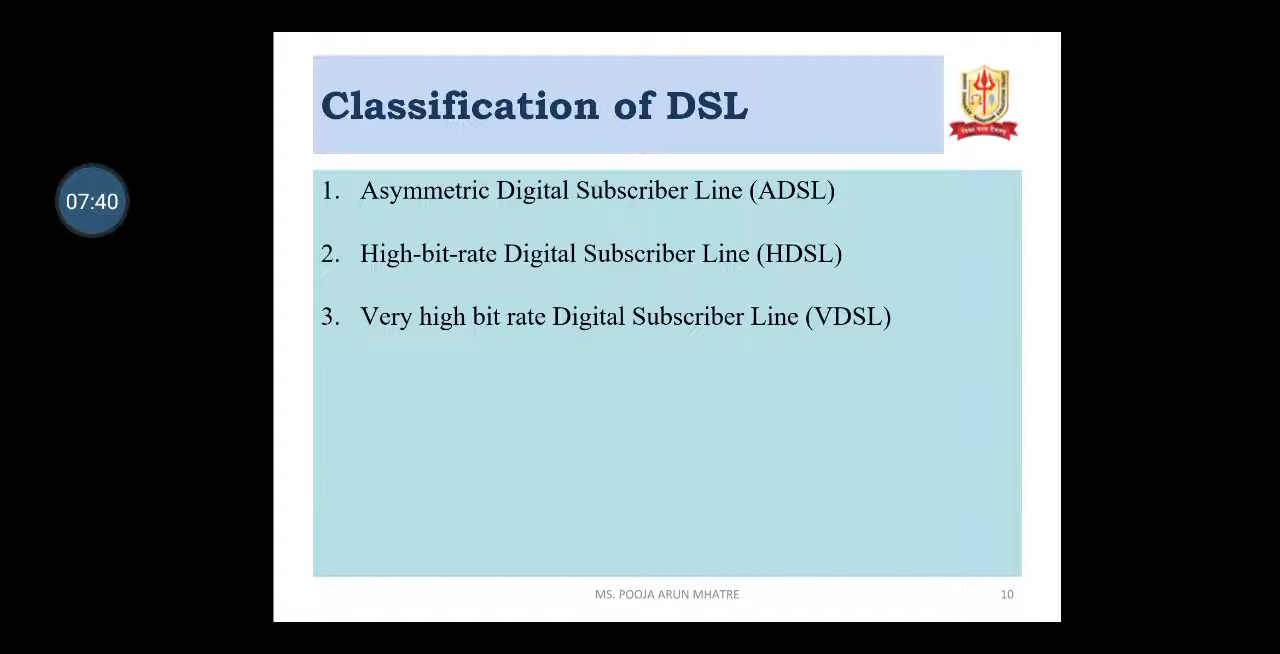 Classification of DSL
07:40
1. Asymmetric Digital Subscriber Line (ADSL)
2. High-bit-rate Digital Subscriber Line (HDSL)
3. Very high bit rate Digital Subscriber Line (VDSL)
MS. POOJA ARUN MHATRE
10